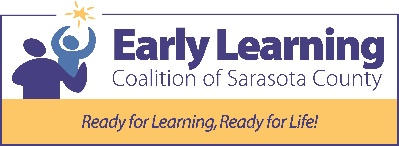 Early Learning
Coalition of Sarasota County
Ready for Learning, Ready for Life!